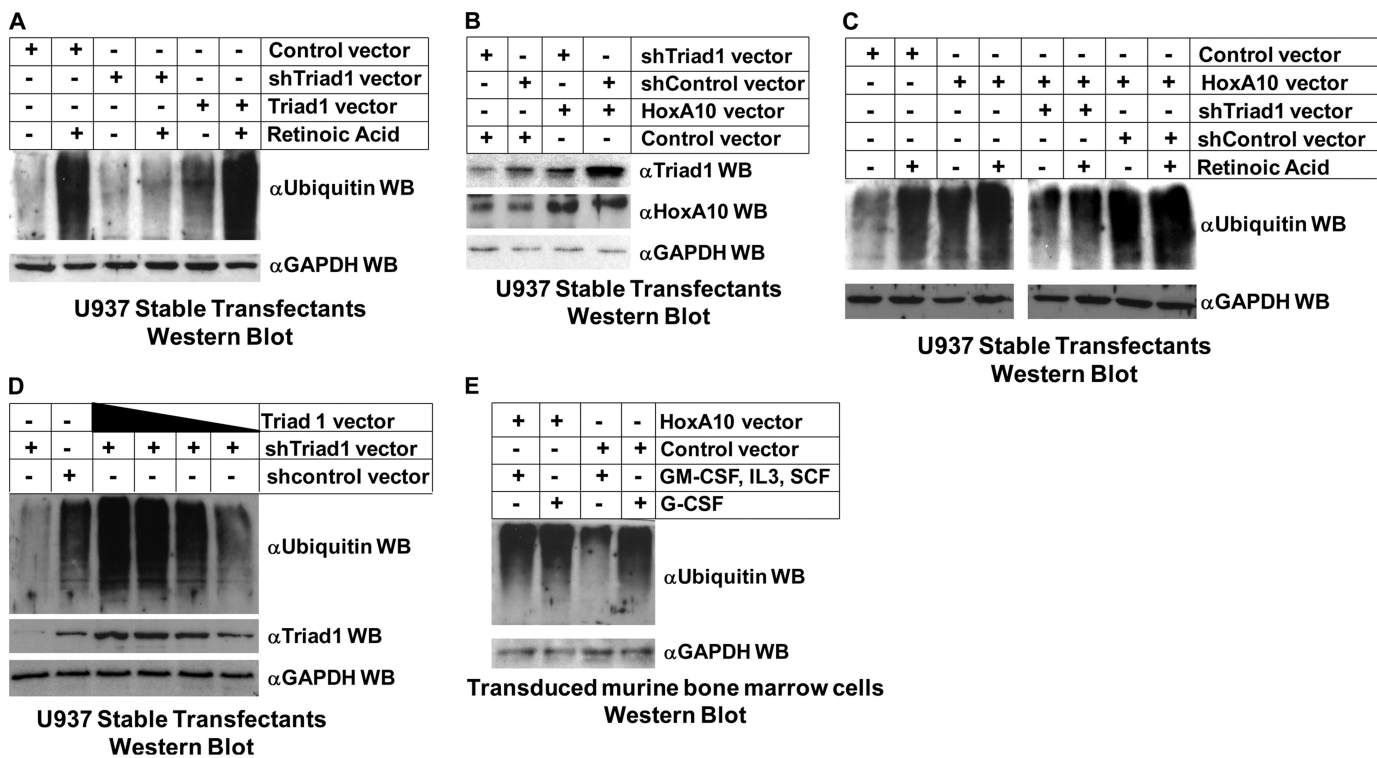 A
+ + - - - - Control vector
- - + + - - shTriad1 vector
- - - - + + Triad1 vector
- + - + - + Retinoic Acid
αUbiquitin WB
αGAPDH WB
U937 Stable Transfectants
Western Blot
B
+ - + - shTriad1 vector
- + - + shControl vector
- - + + HoxA10 vector
+ + - - Control vector
αTriad1 WB
αHoxA10 WB
αGAPDH WB
U937 Stable Transfectants
Western Blot
C
+ + - - - - - - Control vector
- - + + + + + + HoxA10 vector
- - - - + + - - shTriad1 vector
- - - - - - + + shControl vector
- + - + - + - + Retinoic Acid
αUbiquitin WB
αGAPDH WB
U937 Stable Transfectants
Western Blot
D
- - Triad 1 vector
+ - + + + + shTriad1 vector
- + - - - - shcontrol vector
αUbiquitin WB
αTriad1 WB
αGAPDH WB
U937 Stable Transfectants
Western Blot
E
+ + - - HoxA10 vector
- - + + Control vector
+ - + - GM-CSF, IL3, SCF
- + - + G-CSF
αUbiquitin WB
αGAPDH WB
Transduced murine bone marrow cells
Western Blot